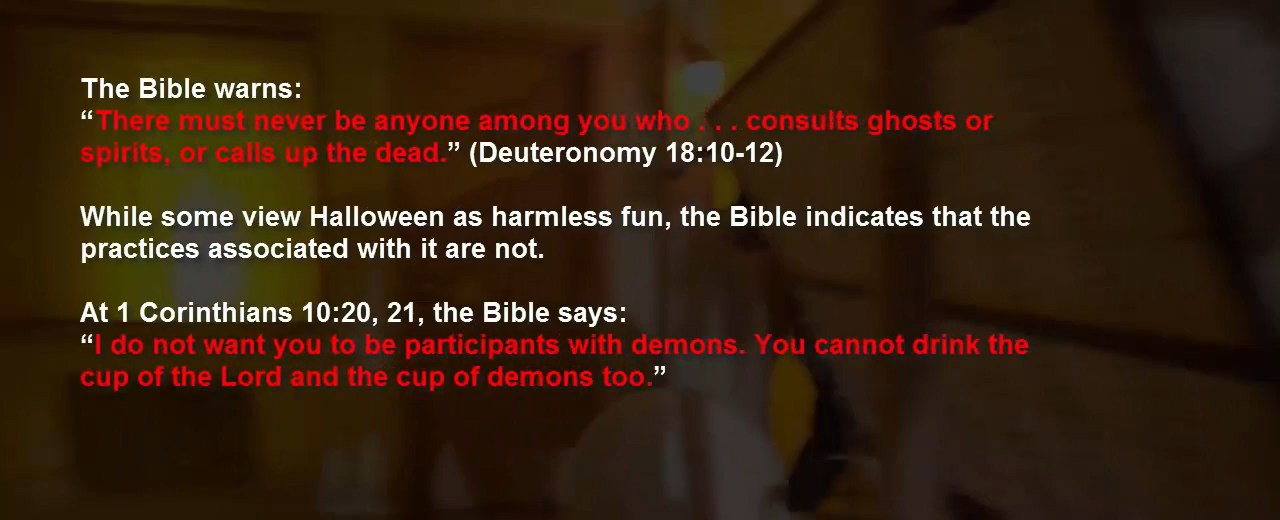 The Bible warns:
“There must never be anyone among you who . . . consults ghosts or
spirits, or calls up the dead.” (Deuteronomy 18:10-12)
While some view Halloween as harmless fun, the Bible indicates that the
practices associated with it are not.
At 1 Corinthians 10:20, 21, the Bible says:
“I do not want you to be participants with demons. You cannot drink the
cup of the Lord and the cup of demons too.”